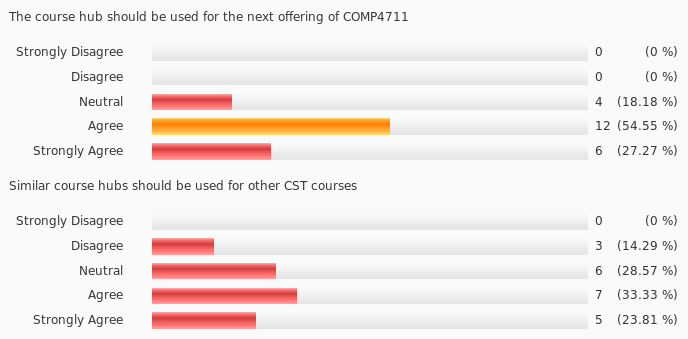 The course hub should be used for the next offering of COMP4711
Strongly Disagree 0 (0 %)
Disagree 0 (0 %)
Neutral 4 (18.18 %)
Agree 12 (54.55 %)
Strongly Agree 6 (27.27 %)
Similar course hubs should be used for other CST courses
Strongly Disagree 0 (0 %)
Disagree 3 (14.29 %)
Neutral 6 (28.57 %)
Agree 7 (33.33 %)
Strongly Agree 5 (23.81 %)